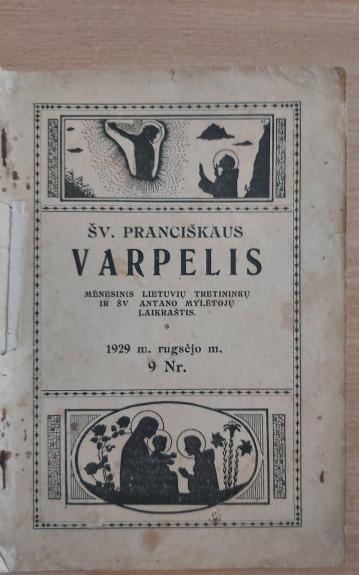 ŠV. PRANCIŠKAUS
VARPELIS
MĖNESINIS LIETUVIŲ TRETININKŲ
IR ŠV. ANTANO MYLĖTOJŲ
LAIKRAŠTIS.
*
1929 m. rugsėjo m.
9 Nr.